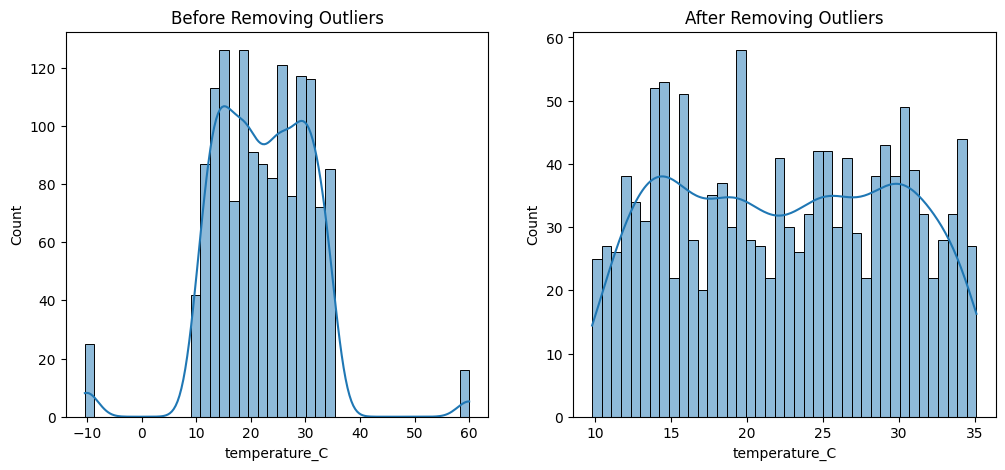 Before Removing Outliers
Count
120
100
80
60
40
20
0
−10 0 10 20 30 40 50 60
temperature_C
After Removing Outliers
Count
60
50
40
30
20
10
0
10 15 20 25 30 35
temperature_C